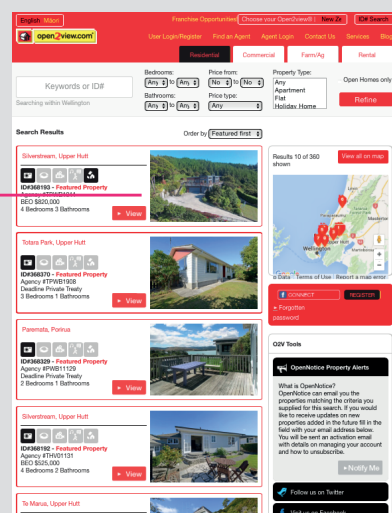 English Māori
Franchise Opportunities
Choose your Open2view®
New Zealand
ID# Search
open2view.com
User Login/Register Find an Agent Agent Login Contact Us Services Blog
Residential Commercial Farm/Ag Rental
Keywords or ID#
Searching within Wellington
Bedrooms:
Any to Any
Bathrooms:
Any to Any
Price from:
No to No
Price type:
Any
Property Type:
Any
Apartment
Flat
Holiday Home
Open Homes only
Refine
Search Results
Order by Featured first
Silverstream, Upper Hutt
ID#368193 - Featured Property
BEO $820,000
4 Bedrooms 3 Bathrooms
View
Totara Park, Upper Hutt
ID#368370 - Featured Property
Agency #TPWB1908
Deadline Private Treaty
3 Bedrooms 1 Bathrooms
View
Paremata, Porirua
ID#368329 - Featured Property
Agency #PWB11129
Deadline Private Treaty
2 Bedrooms 1 Bathrooms
View
Silverstream, Upper Hutt
ID#368192 - Featured Property
Agency #THV01131
BEO $525,000
4 Bedrooms 2 Bathrooms
View
Te Marua, Upper Hutt
Results 10 of 360
shown
View all on map
Wellington
Data Terms of Use Report a map error
CONNECT
REGISTER
Forgotten
password
O2V Tools
OpenNotice Property Alerts
What is OpenNotice?
OpenNotice can email you the
properties matching the criteria you
supplied for this search. If you would
like to receive updates on new
properties added in the future fill in the
field with your email address below.
You will be sent an activation email
with details on managing your account
and how to unsubscribe.
Notify Me
Follow us on Twitter
Visit us on Facebook